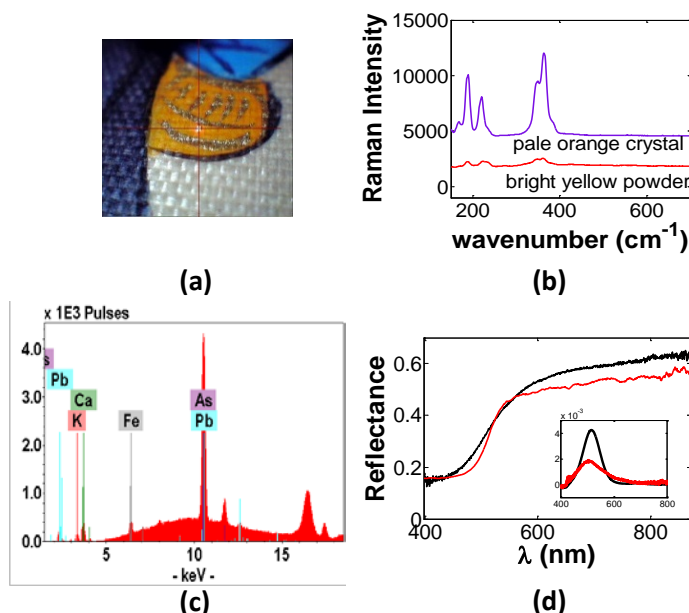 (a)
15000
10000
5000
0
Raman Intensity
pale orange crystal
bright yellow powder
200 400 600
wavenumber (cm-1)
(b)
x 1E3 Pulses
4.0
3.0
2.0
1.0
0.0
s
Pb
Ca
K
Fe
As
Pb
5 10 15
- keV -
(c)
0.6
0.4
0.2
0
Reflectance
x 10-3
4
2
0
400 600 800
400 600 800
λ (nm)
(d)